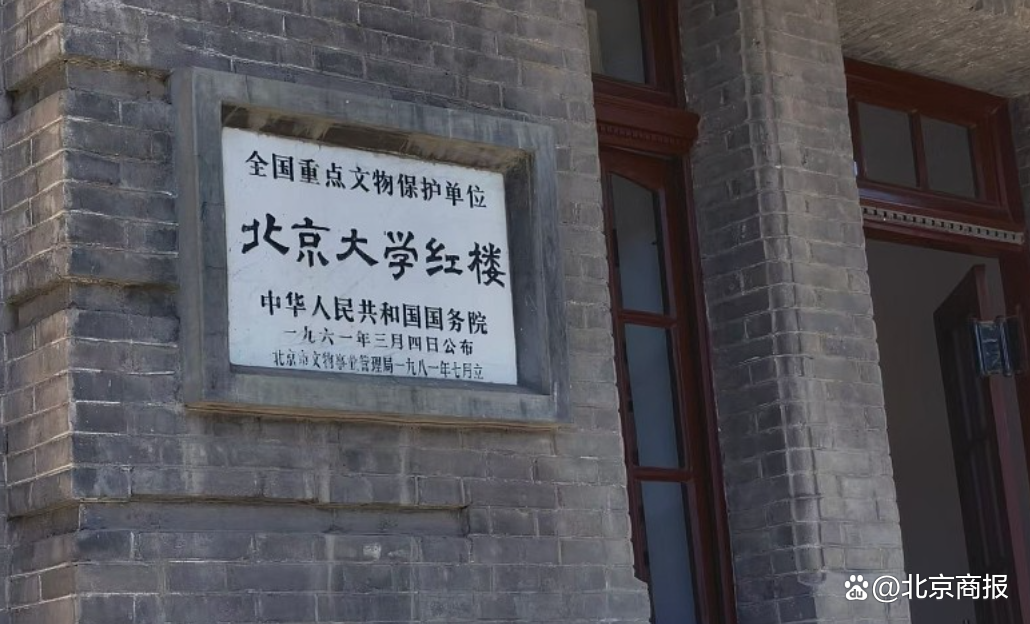 全国重点文物保护单位
北京大学红楼
中华人民共和国国务院
一九六一年三月四日公布
北京市文物事业管理局一九八一年七月立
@北京商报